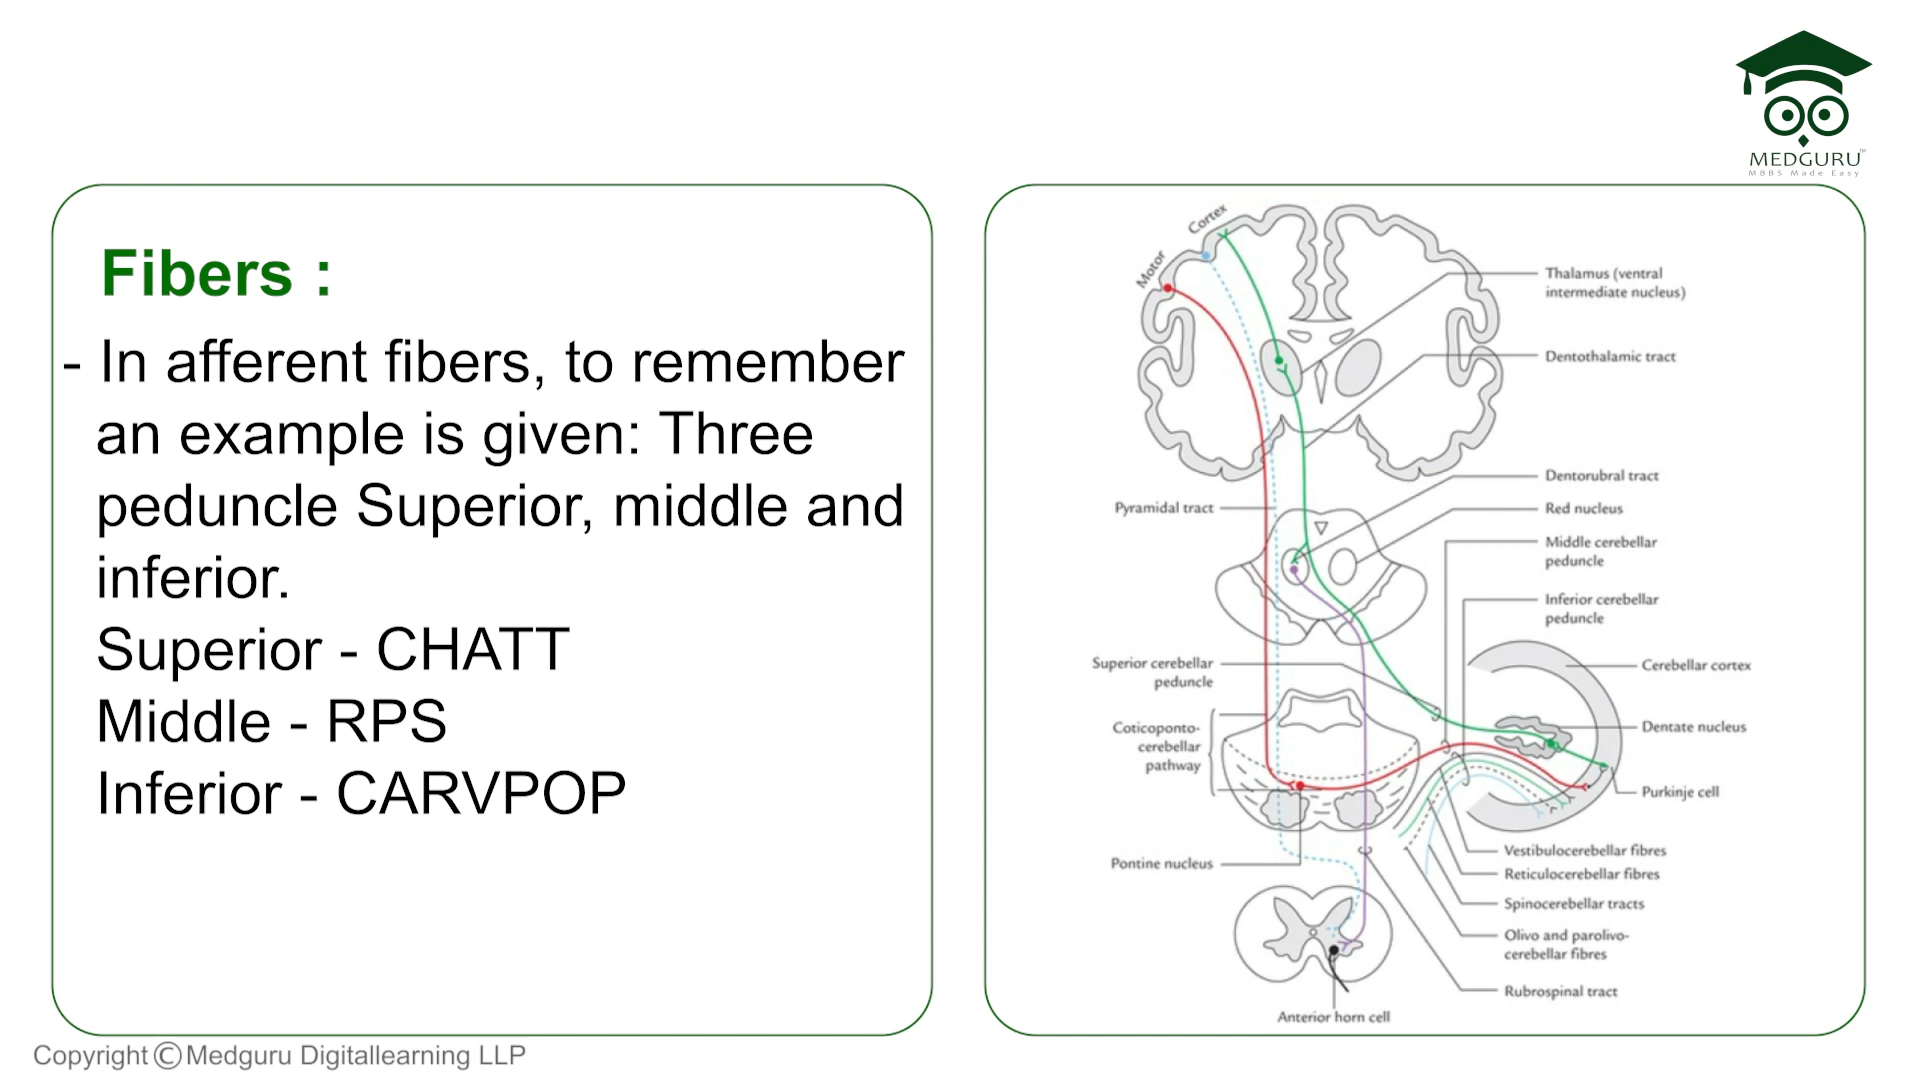 MEDGURU
TM
MBBS Made Easy
Fibers :
- In afferent fibers, to remember
an example is given: Three
peduncle Superior, middle and
inferior.
Superior - CHATT
Middle - RPS
Inferior - CARVPOP
Cortex
Motor
Thalamus (ventral
intermediate nucleus)
Dentothalamic tract
Dentorubral tract
Pyramidal tract
Red nucleus
Middle cerebellar
peduncle
Inferior cerebellar
peduncle
Superior cerebellar
peduncle
Cerebellar cortex
Coticoponto-
cerebellar
pathway
Dentate nucleus
Purkinje cell
Pontine nucleus
Vestibulocerebellar fibres
Reticulocerebellar fibres
Spinocerebellar tracts
Olivo and parolivo-
cerebellar fibres
Rubrospinal tract
Anterior horn cell
Copyright © Medguru Digitallearning LLP